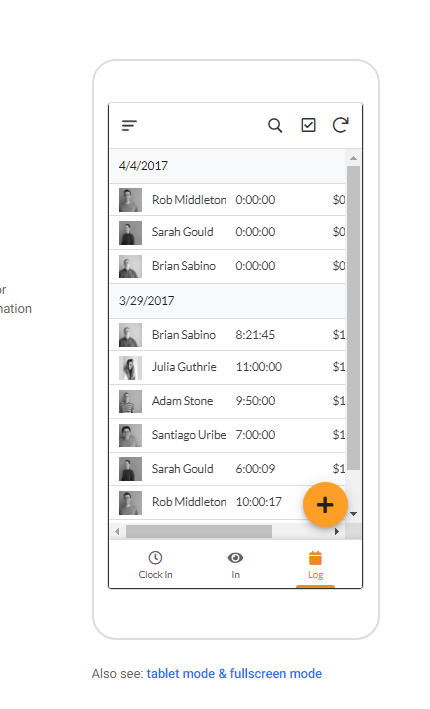 4/4/2017
Rob Middleton 0:00:00 $0
Sarah Gould 0:00:00 $0
Brian Sabino 0:00:00 $0
or
nation
3/29/2017
Brian Sabino 8:21:45 $1
Julia Guthrie 11:00:00 $1
Adam Stone 9:50:00 $1
Santiago Uribe 7:00:00 $1
Sarah Gould 6:00:09 $1
Rob Middleton 10:00:17
Clock In In Log
Also see: tablet mode & fullscreen mode